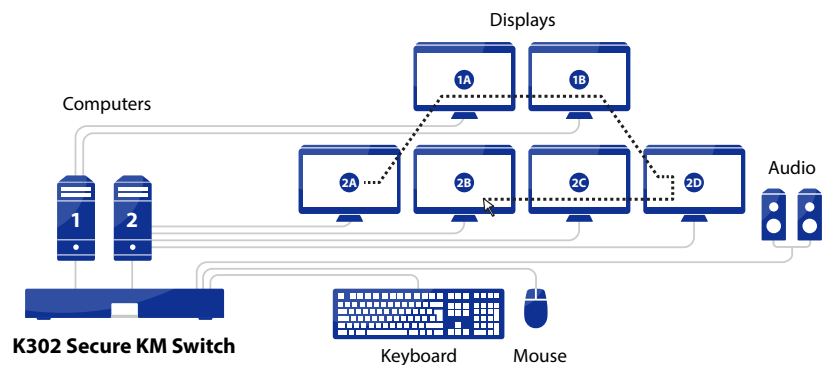 Displays
1A
1B
Computers
2A
2B
2C
2D
Audio
1
2
K302 Secure KM Switch
Keyboard
Mouse